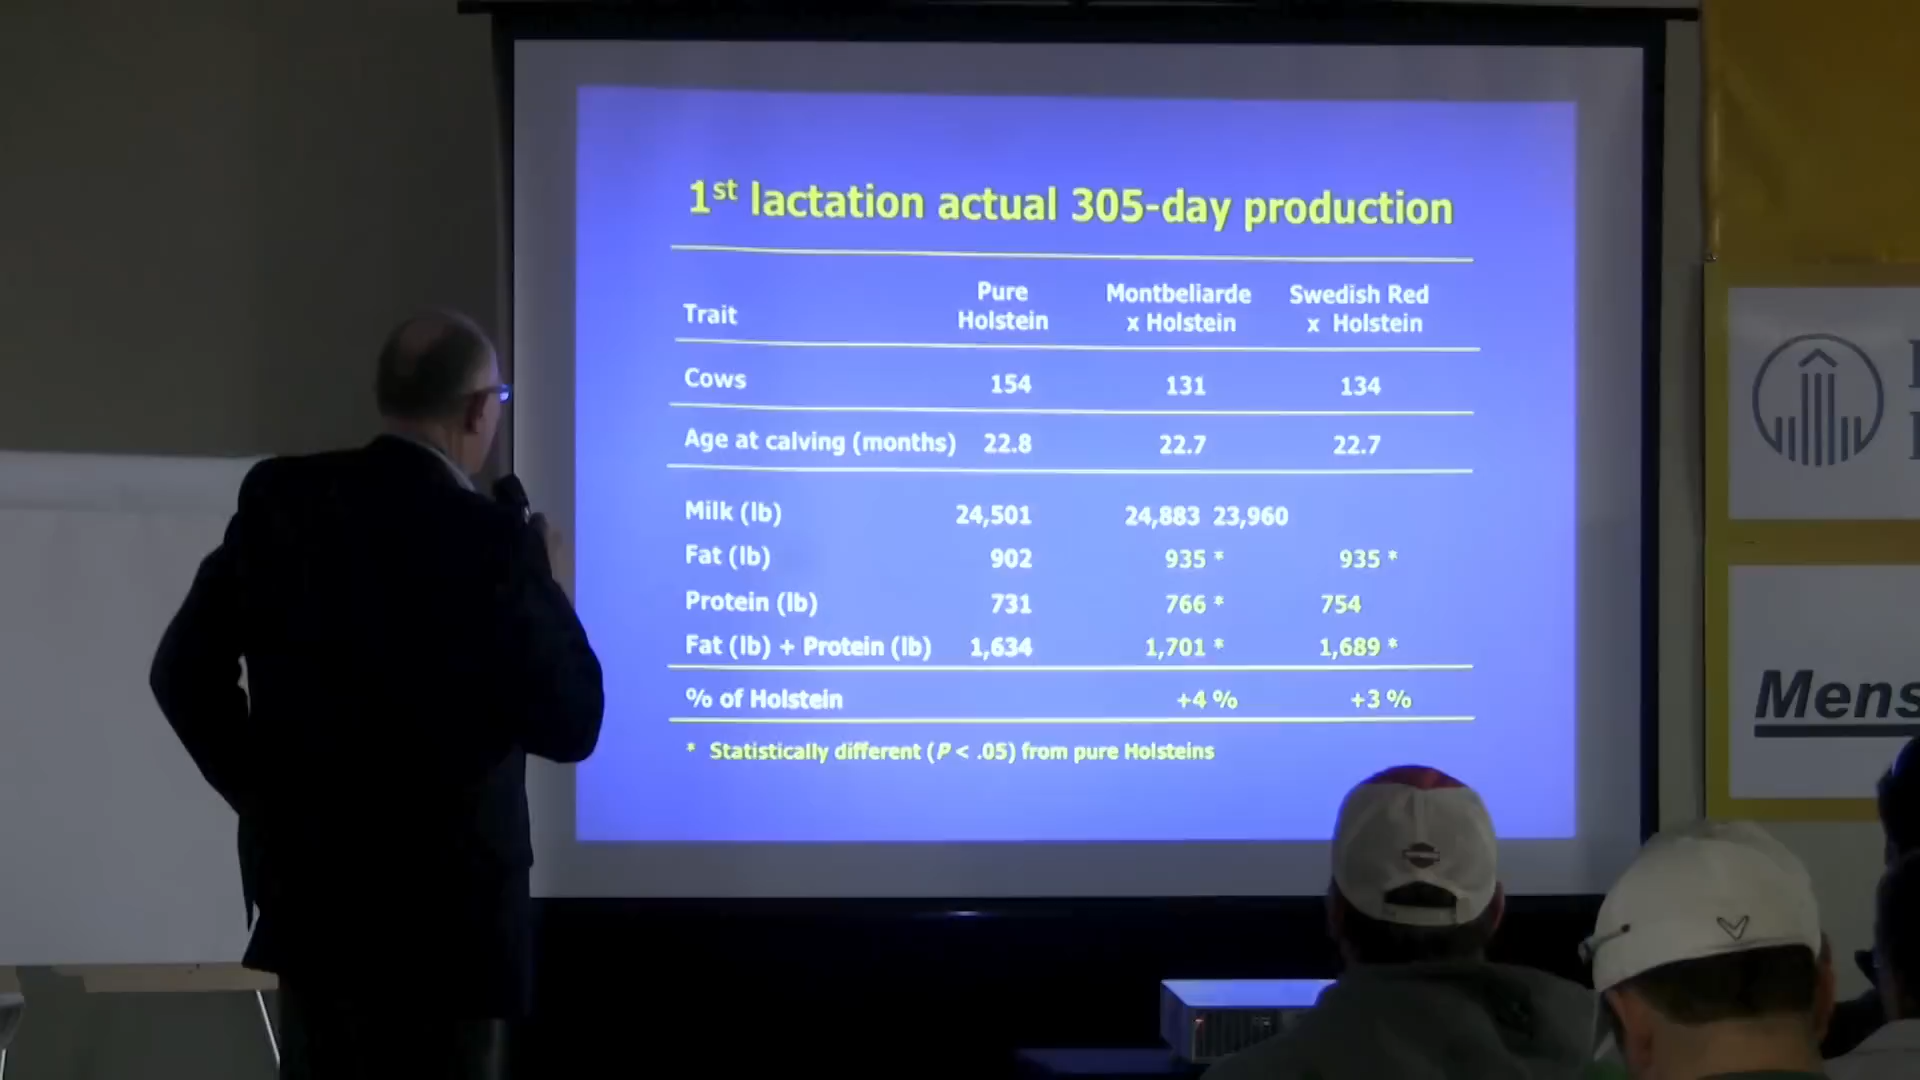 1st lactation actual 305-day production
Trait Pure Holstein Montbeliarde x Holstein Swedish Red x Holstein
Cows 154 131 134
Age at calving (months) 22.8 22.7 22.7
Milk (lb) 24,501 24,883 23,960
Fat (lb) 902 935 * 935 *
Protein (lb) 731 766 * 754
Fat (lb) + Protein (lb) 1,634 1,701 * 1,689 *
% of Holstein +4 % +3 %
* Statistically different (P < .05) from pure Holsteins
Mens